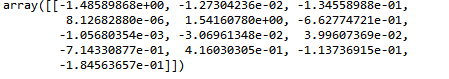 array([[-1.48589868e+00, -1.27304236e-02, -1.34558988e-01,
8.12682880e-06, 1.54160780e+00, -6.62774721e-01,
-1.05680354e-03, -3.06961348e-02, 3.99607369e-02,
-7.14330877e-01, 4.16030305e-01, -1.13736915e-01,
-1.84563657e-01]])